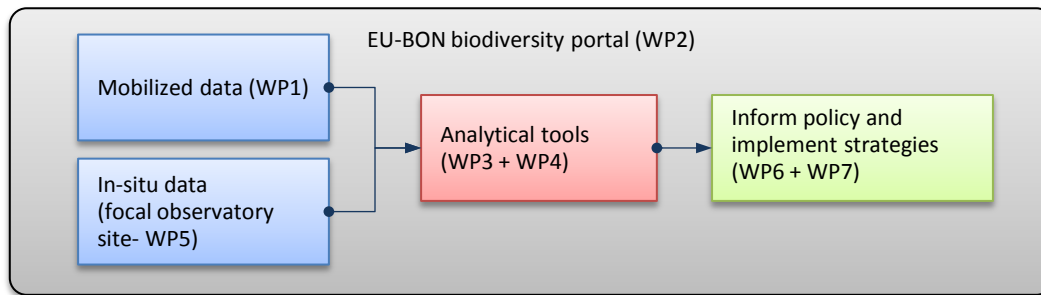 EU-BON biodiversity portal (WP2)
Mobilized data (WP1)
In-situ data
(focal observatory
site- WP5)
Analytical tools
(WP3 + WP4)
Inform policy and
implement strategies
(WP6 + WP7)